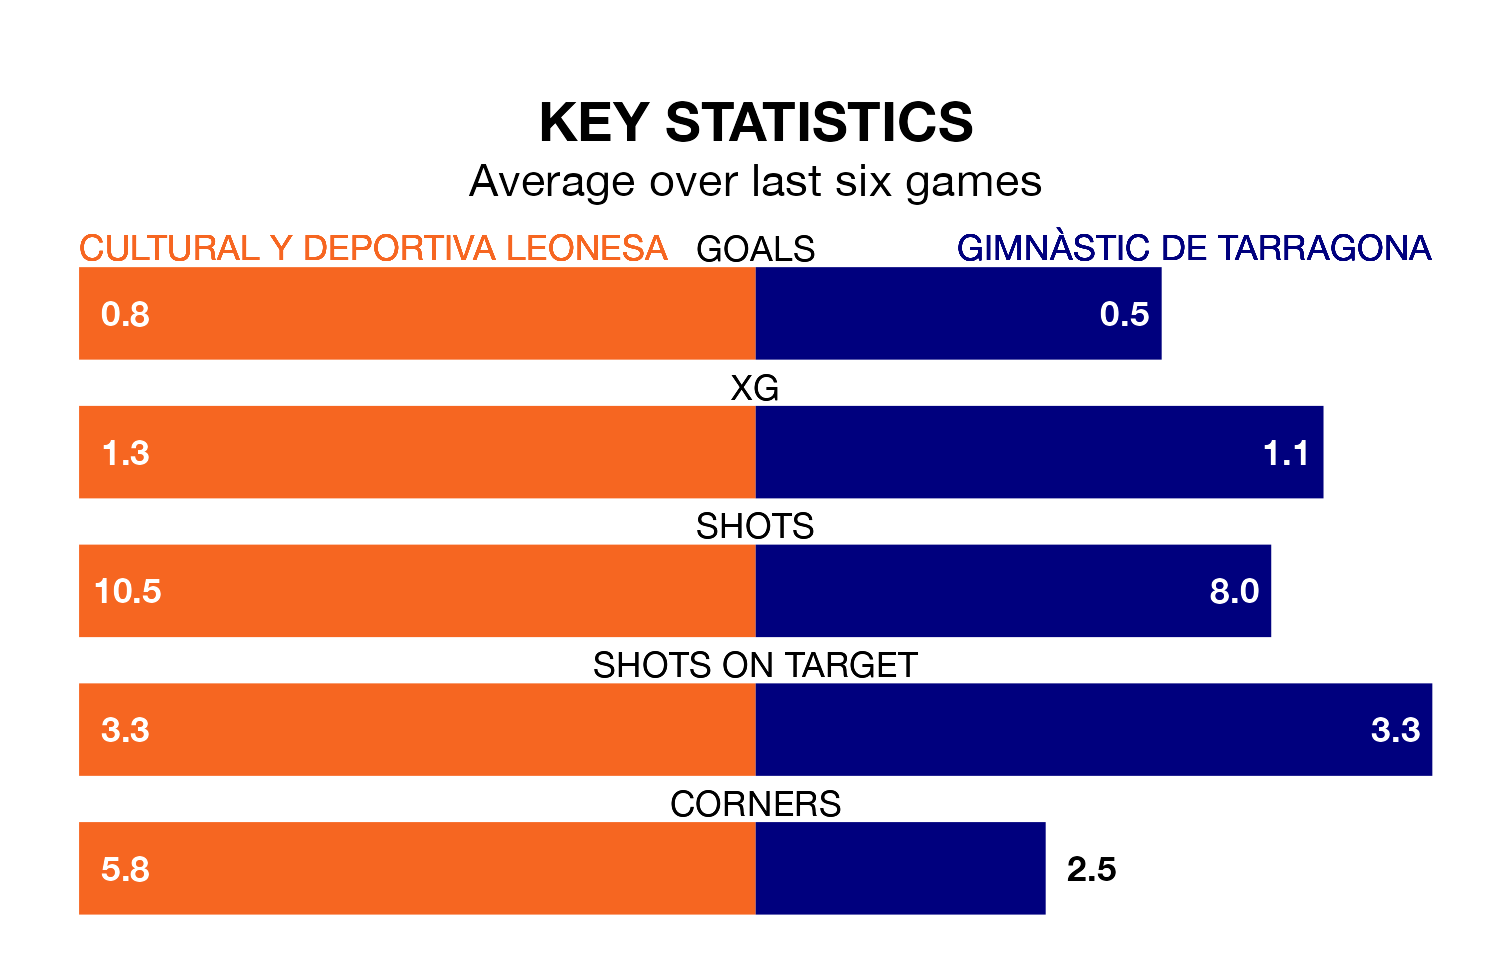 KEY STATISTICS
Average over last six games
CULTURAL Y DEPORTIVA LEONESA GOALS GIMNÀSTIC DE TARRAGONA
0.8 0.5
XG
1.3 1.1
SHOTS
10.5 8.0
SHOTS ON TARGET
3.3 3.3
CORNERS
5.8 2.5